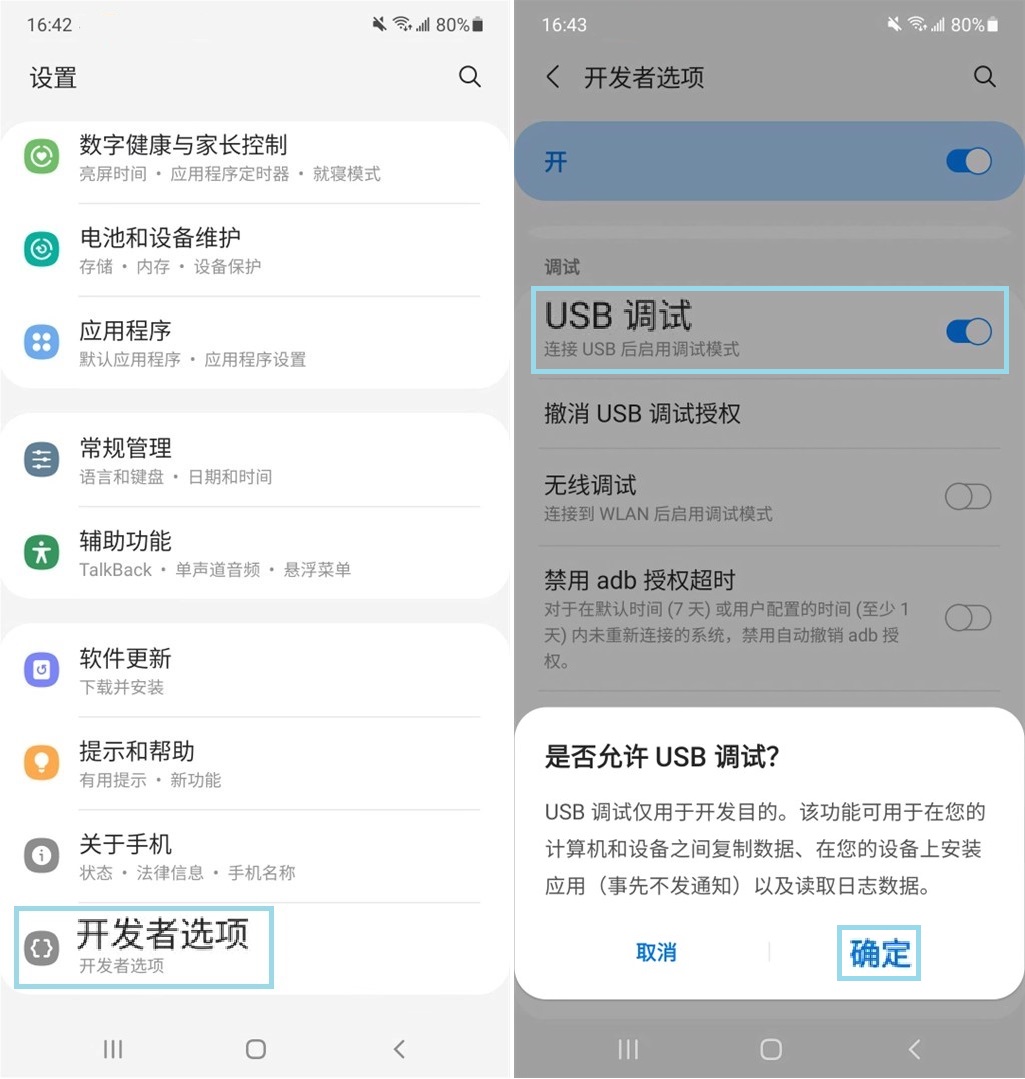 16:42
80%
设置
数字健康与家长控制
亮屏时间 • 应用程序定时器 • 就寝模式
电池和设备维护
存储 • 内存 • 设备保护
应用程序
默认应用程序 • 应用程序设置
常规管理
语言和键盘 • 日期和时间
辅助功能
TalkBack • 单声道音频 • 悬浮菜单
软件更新
下载并安装
提示和帮助
有用提示 • 新功能
关于手机
状态 • 法律信息 • 手机名称
开发者选项
开发者选项
16:43
80%
开发者选项
开
调试
USB 调试
连接 USB 后启用调试模式
撤消 USB 调试授权
无线调试
连接到 WLAN 后启用调试模式
禁用 adb 授权超时
对于在默认时间 (7 天) 或用户配置的时间 (至少 1
天) 内未重新连接的系统，禁用自动撤销 adb 授
权。
是否允许 USB 调试？
USB 调试仅用于开发目的。该功能可用于在您的
计算机和设备之间复制数据、在您的设备上安装
应用（事先不发通知）以及读取日志数据。
取消
确定